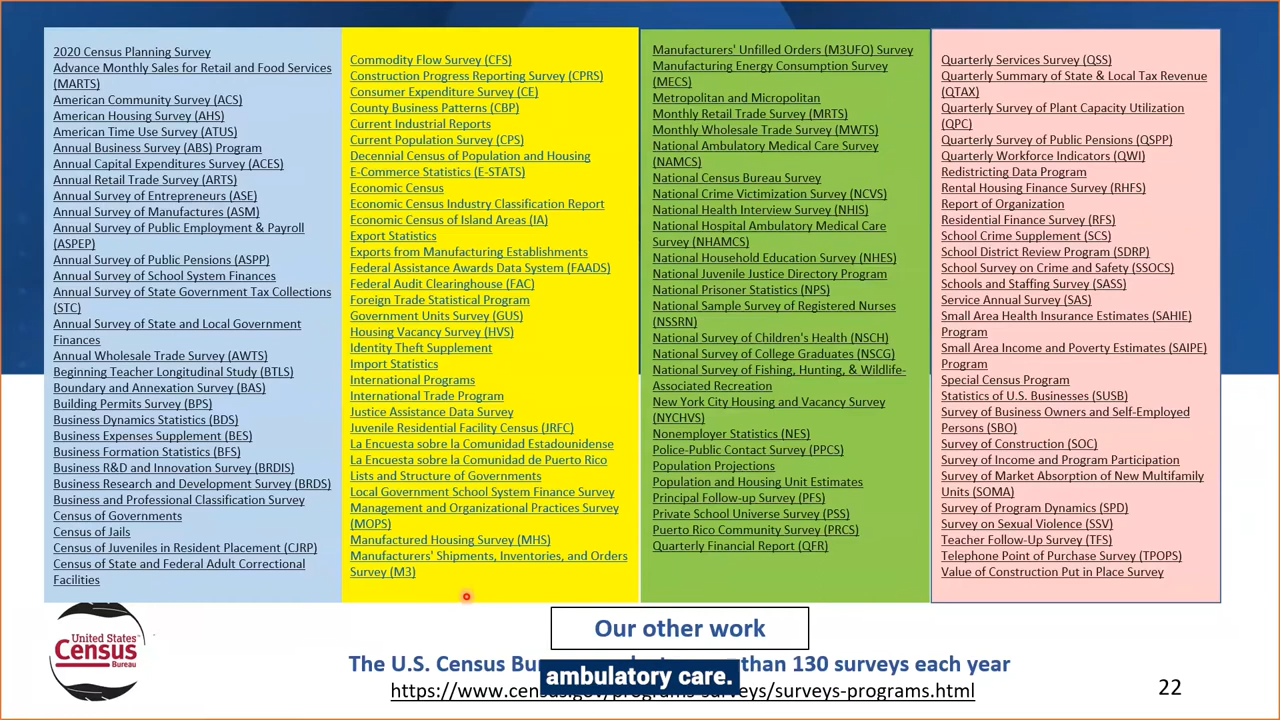 2020 Census Planning Survey
Advance Monthly Sales for Retail and Food Services
(MARTS)
American Community Survey (ACS)
American Housing Survey (AHS)
American Time Use Survey (ATUS)
Annual Business Survey (ABS) Program
Annual Capital Expenditures Survey (ACES)
Annual Retail Trade Survey (ARTS)
Annual Survey of Entrepreneurs (ASE)
Annual Survey of Manufactures (ASM)
Annual Survey of Public Employment & Payroll
(ASPEP)
Annual Survey of Public Pensions (ASPP)
Annual Survey of School System Finances
Annual Survey of State Government Tax Collections
(STC)
Annual Survey of State and Local Government
Finances
Annual Wholesale Trade Survey (AWTS)
Beginning Teacher Longitudinal Study (BTLS)
Boundary and Annexation Survey (BAS)
Building Permits Survey (BPS)
Business Dynamics Statistics (BDS)
Business Expenses Supplement (BES)
Business Formation Statistics (BFS)
Business R&D and Innovation Survey (BRDIS)
Business Research and Development Survey (BRDS)
Business and Professional Classification Survey
Census of Governments
Census of Jails
Census of Juveniles in Resident Placement (CJRP)
Census of State and Federal Adult Correctional
Facilities
Commodity Flow Survey (CFS)
Construction Progress Reporting Survey (CPRS)
Consumer Expenditure Survey (CE)
County Business Patterns (CBP)
Current Industrial Reports
Current Population Survey (CPS)
Decennial Census of Population and Housing
E-Commerce Statistics (E-STATS)
Economic Census
Economic Census Industry Classification Report
Economic Census of Island Areas (IA)
Export Statistics
Exports from Manufacturing Establishments
Federal Assistance Awards Data System (FAADS)
Federal Audit Clearinghouse (FAC)
Foreign Trade Statistical Program
Government Units Survey (GUS)
Housing Vacancy Survey (HVS)
Identity Theft Supplement
Import Statistics
International Programs
International Trade Program
Justice Assistance Data Survey
Juvenile Residential Facility Census (JRFC)
La Encuesta sobre la Comunidad Estadounidense
La Encuesta sobre la Comunidad de Puerto Rico
Lists and Structure of Governments
Local Government School System Finance Survey
Management and Organizational Practices Survey
(MOPS)
Manufactured Housing Survey (MHS)
Manufacturers' Shipments, Inventories, and Orders
Survey (M3)
Manufacturers' Unfilled Orders (M3UFO) Survey
Manufacturing Energy Consumption Survey
(MECS)
Metropolitan and Micropolitan
Monthly Retail Trade Survey (MRTS)
Monthly Wholesale Trade Survey (MWTS)
National Ambulatory Medical Care Survey
(NAMCS)
National Census Bureau Survey
National Crime Victimization Survey (NCVS)
National Health Interview Survey (NHIS)
National Hospital Ambulatory Medical Care
Survey (NHAMCS)
National Household Education Survey (NHES)
National Juvenile Justice Directory Program
National Prisoner Statistics (NPS)
National Sample Survey of Registered Nurses
(NSSRN)
National Survey of Children's Health (NSCH)
National Survey of College Graduates (NSCG)
National Survey of Fishing, Hunting, & Wildlife-
Associated Recreation
New York City Housing and Vacancy Survey
(NYCHVS)
Nonemployer Statistics (NES)
Police-Public Contact Survey (PPCS)
Population Projections
Population and Housing Unit Estimates
Principal Follow-up Survey (PFS)
Private School Universe Survey (PSS)
Puerto Rico Community Survey (PRCS)
Quarterly Financial Report (QFR)
Quarterly Services Survey (QSS)
Quarterly Summary of State & Local Tax Revenue
(QTAX)
Quarterly Survey of Plant Capacity Utilization
(QPC)
Quarterly Survey of Public Pensions (QSPP)
Quarterly Workforce Indicators (QWI)
Redistricting Data Program
Rental Housing Finance Survey (RHFS)
Report of Organization
Residential Finance Survey (RFS)
School Crime Supplement (SCS)
School District Review Program (SDRP)
School Survey on Crime and Safety (SSOCS)
Schools and Staffing Survey (SASS)
Service Annual Survey (SAS)
Small Area Health Insurance Estimates (SAHIE)
Program
Small Area Income and Poverty Estimates (SAIPE)
Program
Special Census Program
Statistics of U.S. Businesses (SUSB)
Survey of Business Owners and Self-Employed
Persons (SBO)
Survey of Construction (SOC)
Survey of Income and Program Participation
Survey of Market Absorption of New Multifamily
Units (SOMA)
Survey of Program Dynamics (SPD)
Survey on Sexual Violence (SSV)
Teacher Follow-Up Survey (TFS)
Telephone Point of Purchase Survey (TPOPS)
Value of Construction Put in Place Survey
United States™
Census
Bureau
Our other work
The U.S. Census than 130 surveys each year
ambulatory care.
https://www.census.gov/programs-surveys/surveys-programs.html
22